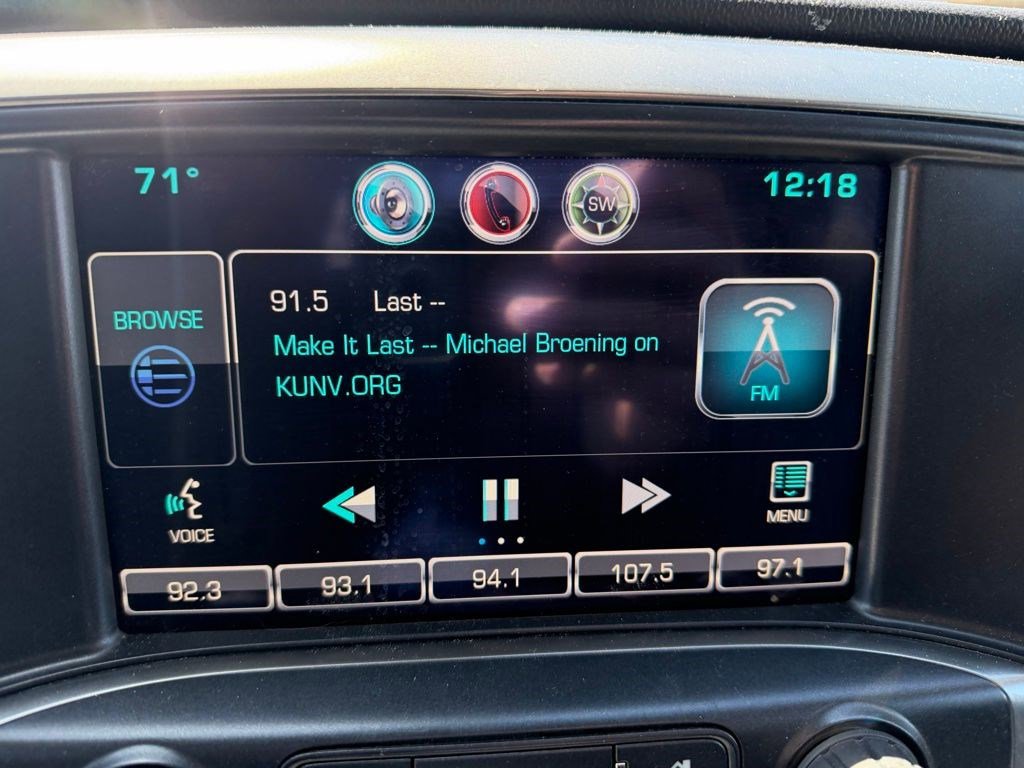 71°
SW
12:18
BROWSE
91.5 Last --
Make It Last -- Michael Broening on
KUNV.ORG
FM
VOICE
MENU
92.3
93.1
94.1
107.5
97.1